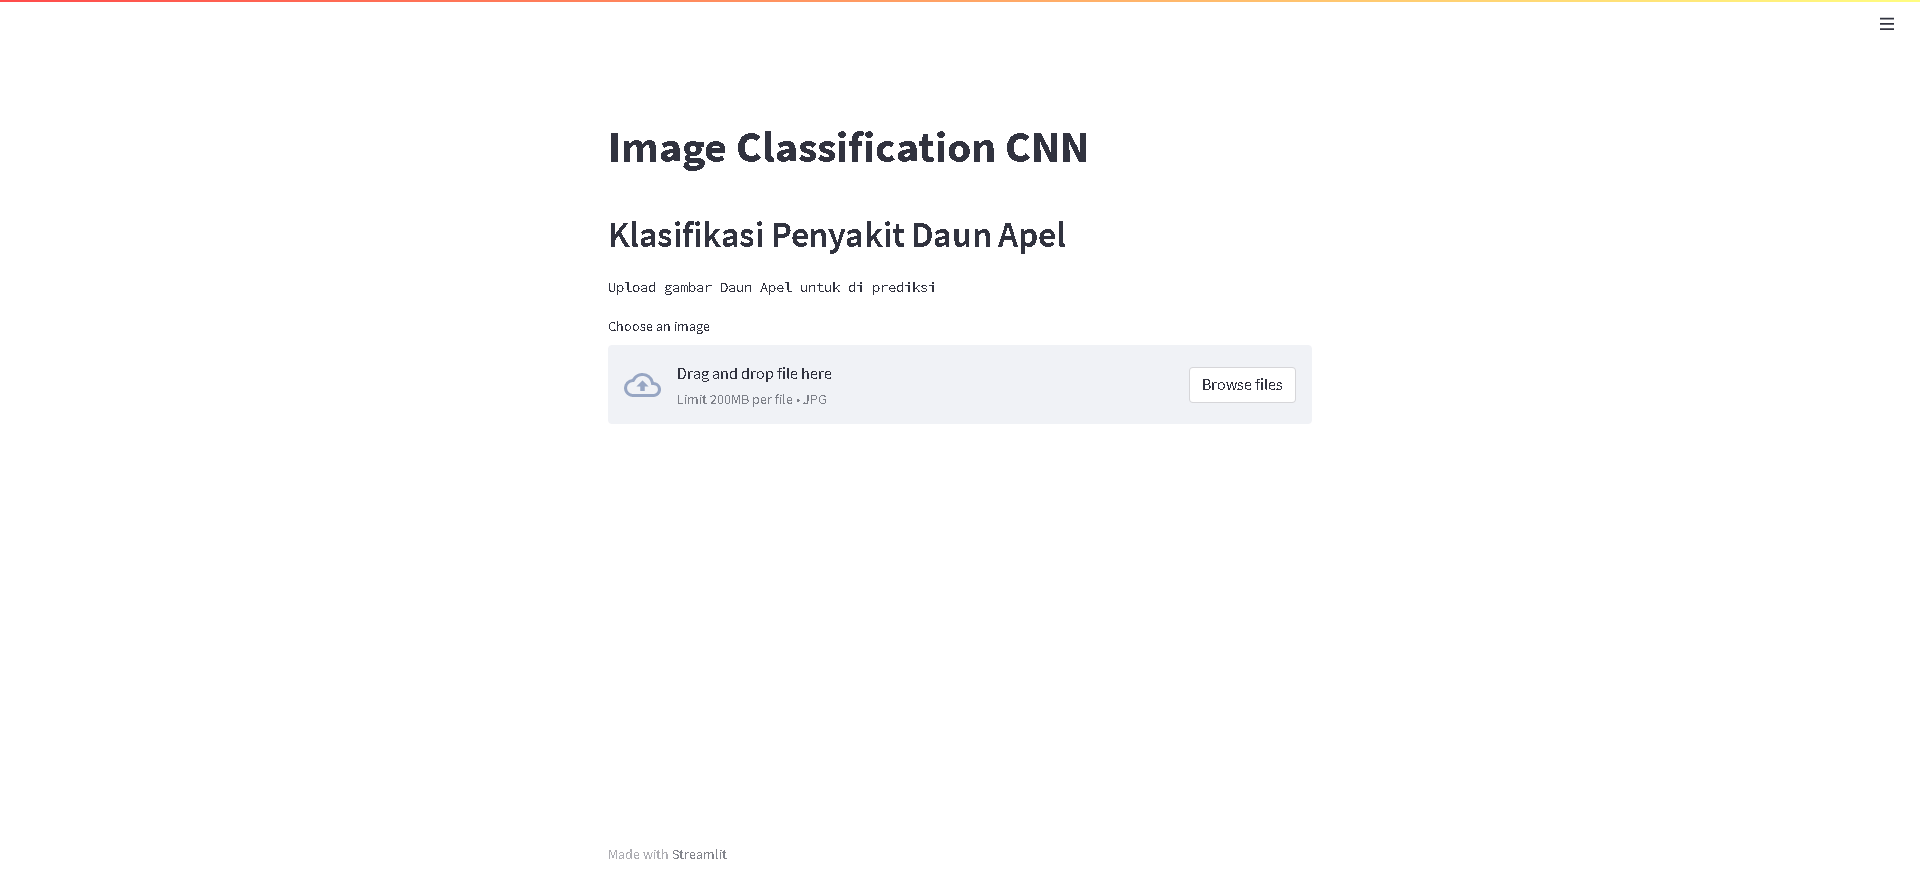 Image Classification CNN
Klasifikasi Penyakit Daun Apel
Upload gambar Daun Apel untuk di prediksi
Choose an image
Drag and drop file here
Limit 200MB per file • JPG
Browse files
Made with Streamlit